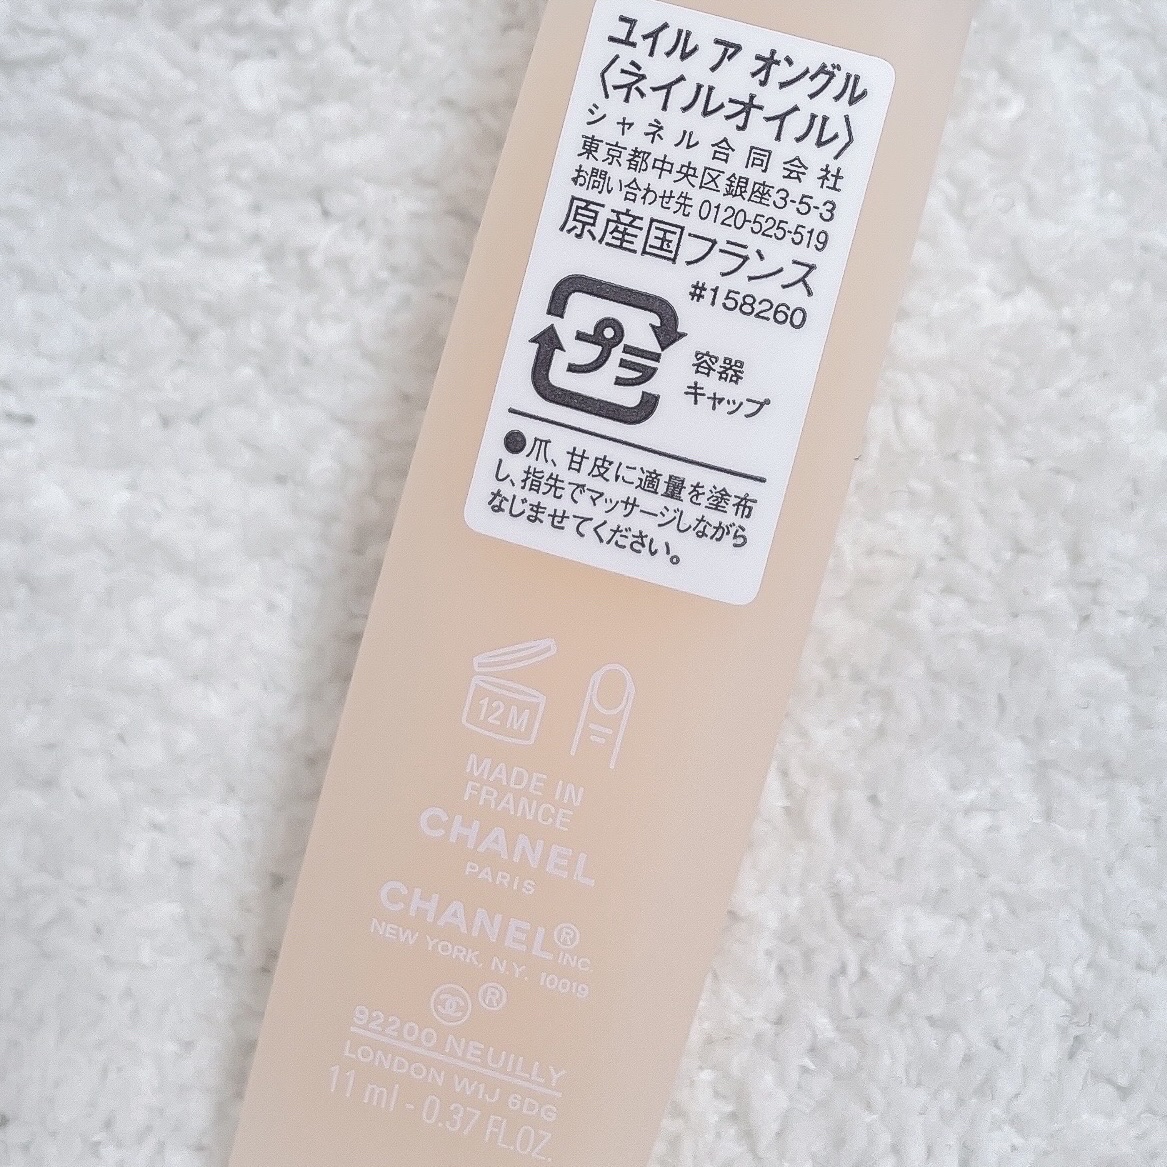 ユイル ア オングル
〈ネイルオイル〉
シャネル合同会社
東京都中央区銀座3-5-3
お問い合わせ先 0120-525-519
原産国フランス
#158260
プラ
容器
キャップ
●爪、甘皮に適量を塗布
し、指先でマッサージしながら
なじませてください。
12M
MADE IN
FRANCE
CHANEL
PARIS
CHANEL®
INC.
NEW YORK, N.Y. 10019
®
92200 NEUILLY
LONDON W1J 6DG
11 ml - 0.37 FL.OZ.